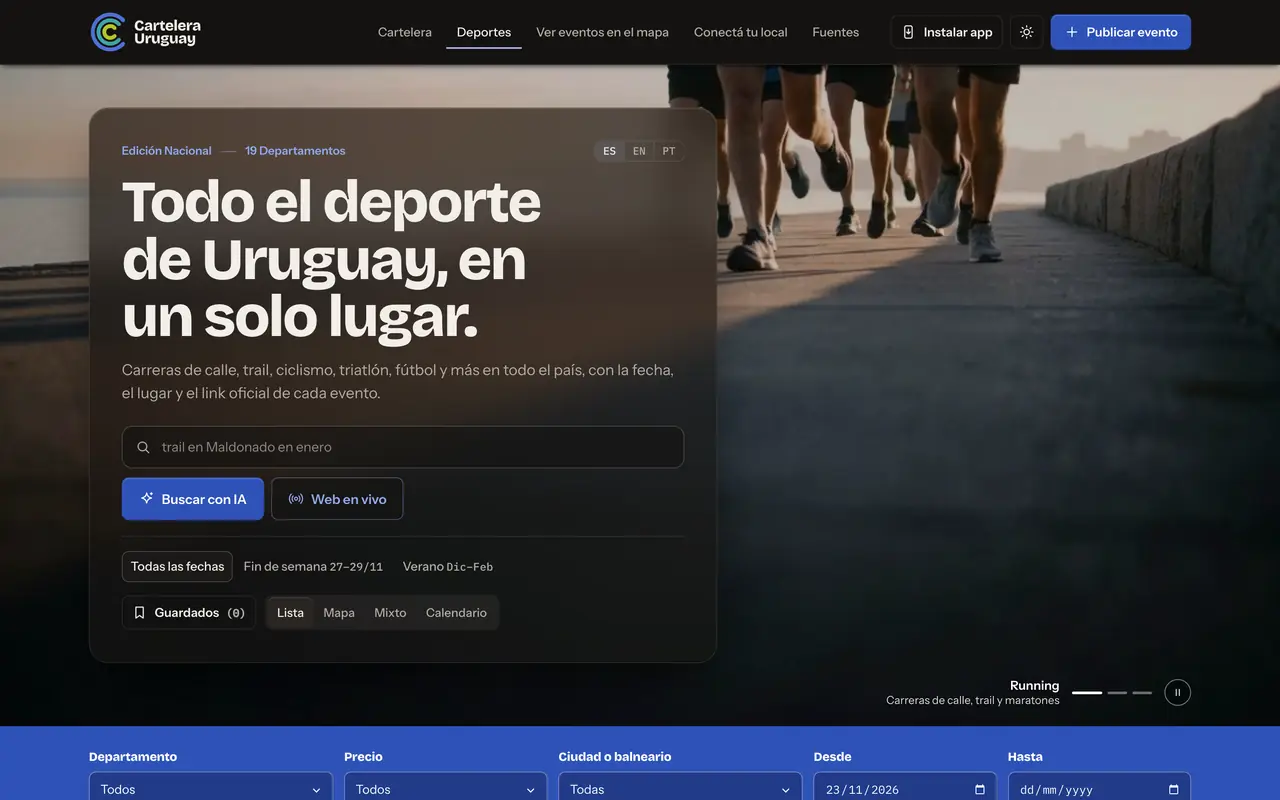 Cartelera
Uruguay
Cartelera
Deportes
Ver eventos en el mapa
Conectá tu local
Fuentes
Instalar app
Publicar evento
Edición Nacional — 19 Departamentos
ES EN PT
Todo el deporte
de Uruguay, en
un solo lugar.
Carreras de calle, trail, ciclismo, triatlón, fútbol y más en todo el país, con la fecha,
el lugar y el link oficial de cada evento.
trail en Maldonado en enero
Buscar con IA
Web en vivo
Todas las fechas
Fin de semana 27–29/11
Verano Dic–Feb
Guardados (0)
Lista
Mapa
Mixto
Calendario
Running
Carreras de calle, trail y maratones
Departamento
Precio
Ciudad o balneario
Desde
Hasta
Todos
Todos
Todas
23/11/2026
dd/mm/yyyy